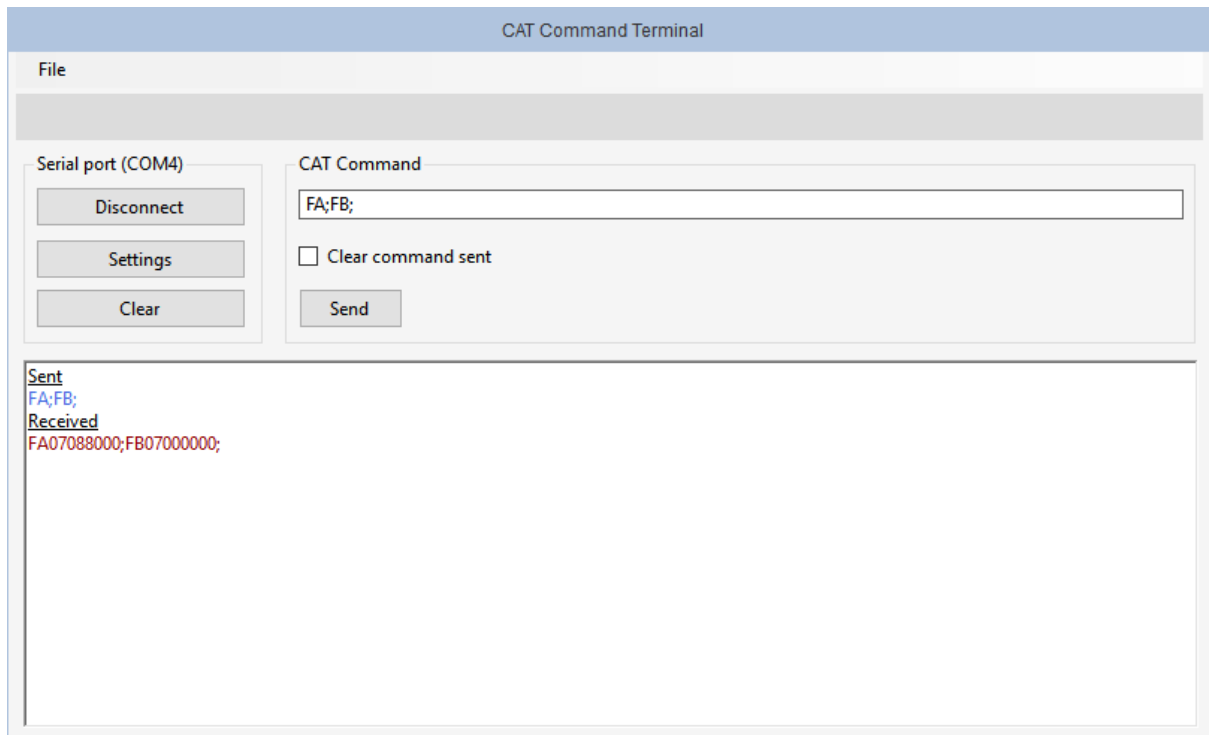 CAT Command Terminal
File
Serial port (COM4)
Disconnect
Settings
Clear
CAT Command
FA;FB;
Clear command sent
Send
Sent
FA;FB;
Received
FA07088000;FB07000000;